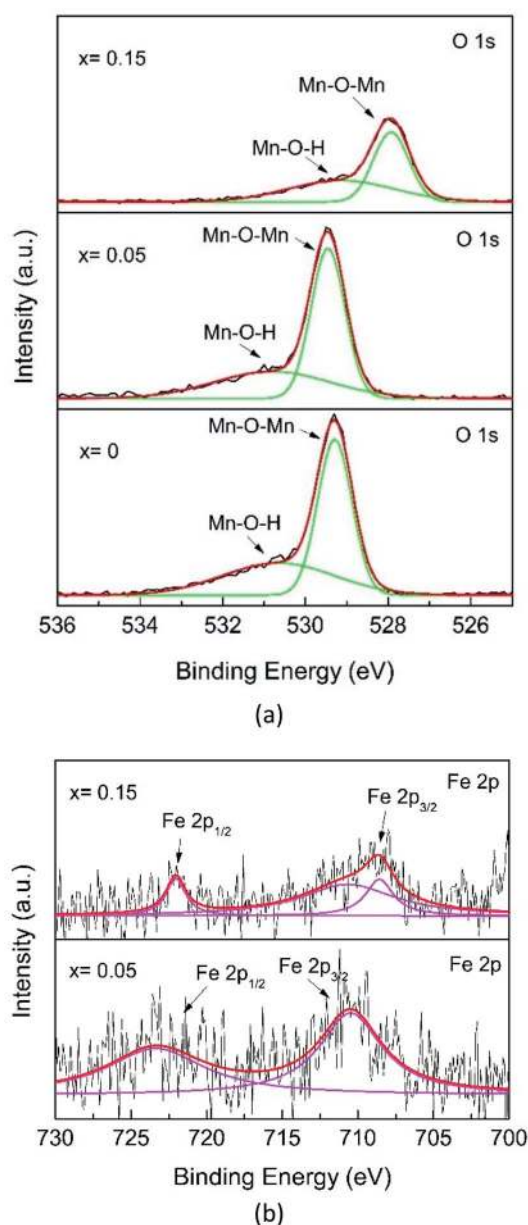 x= 0.15
O 1s
Mn-O-Mn
Mn-O-H
x= 0.05
O 1s
Mn-O-Mn
Mn-O-H
x= 0
O 1s
Mn-O-Mn
Mn-O-H
Intensity (a.u.)
536 534 532 530 528 526
Binding Energy (eV)
(a)
x= 0.15
Fe 2p
Fe 2p1/2
Fe 2p3/2
x= 0.05
Fe 2p
Fe 2p1/2
Fe 2p3/2
Intensity (a.u.)
730 725 720 715 710 705 700
Binding Energy (eV)
(b)